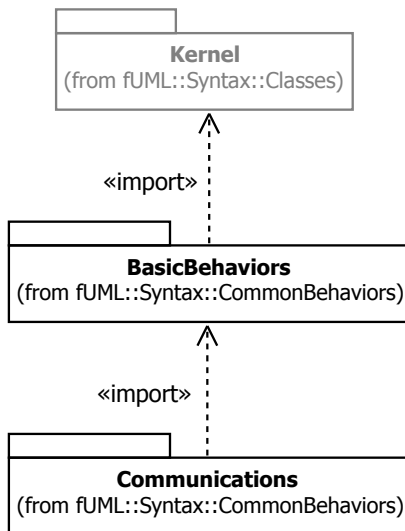 Kernel
(from fUML::Syntax::Classes)
«import»
BasicBehaviors
(from fUML::Syntax::CommonBehaviors)
«import»
Communications
(from fUML::Syntax::CommonBehaviors)